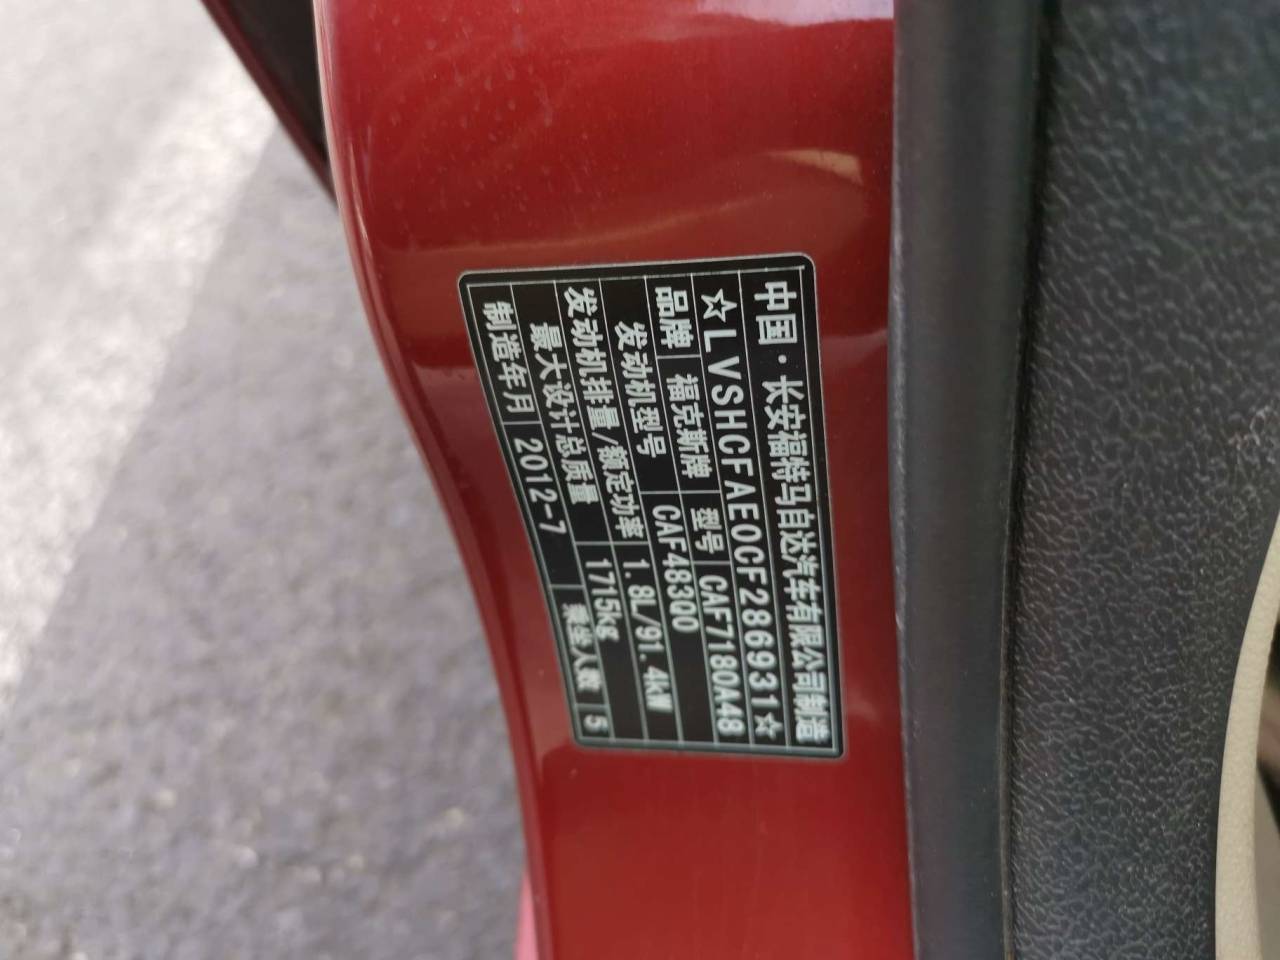 中国·长安福特马自达汽车有限公司制造
☆LVSHCFAE0CF286931☆
品牌 福克斯牌 型号 CAF7180A48
发动机型号 CAF483Q0
发动机排量/额定功率 1.8L/91.4kW
最大设计总质量 1715kg
制造年月 2012-7 乘坐人数 5